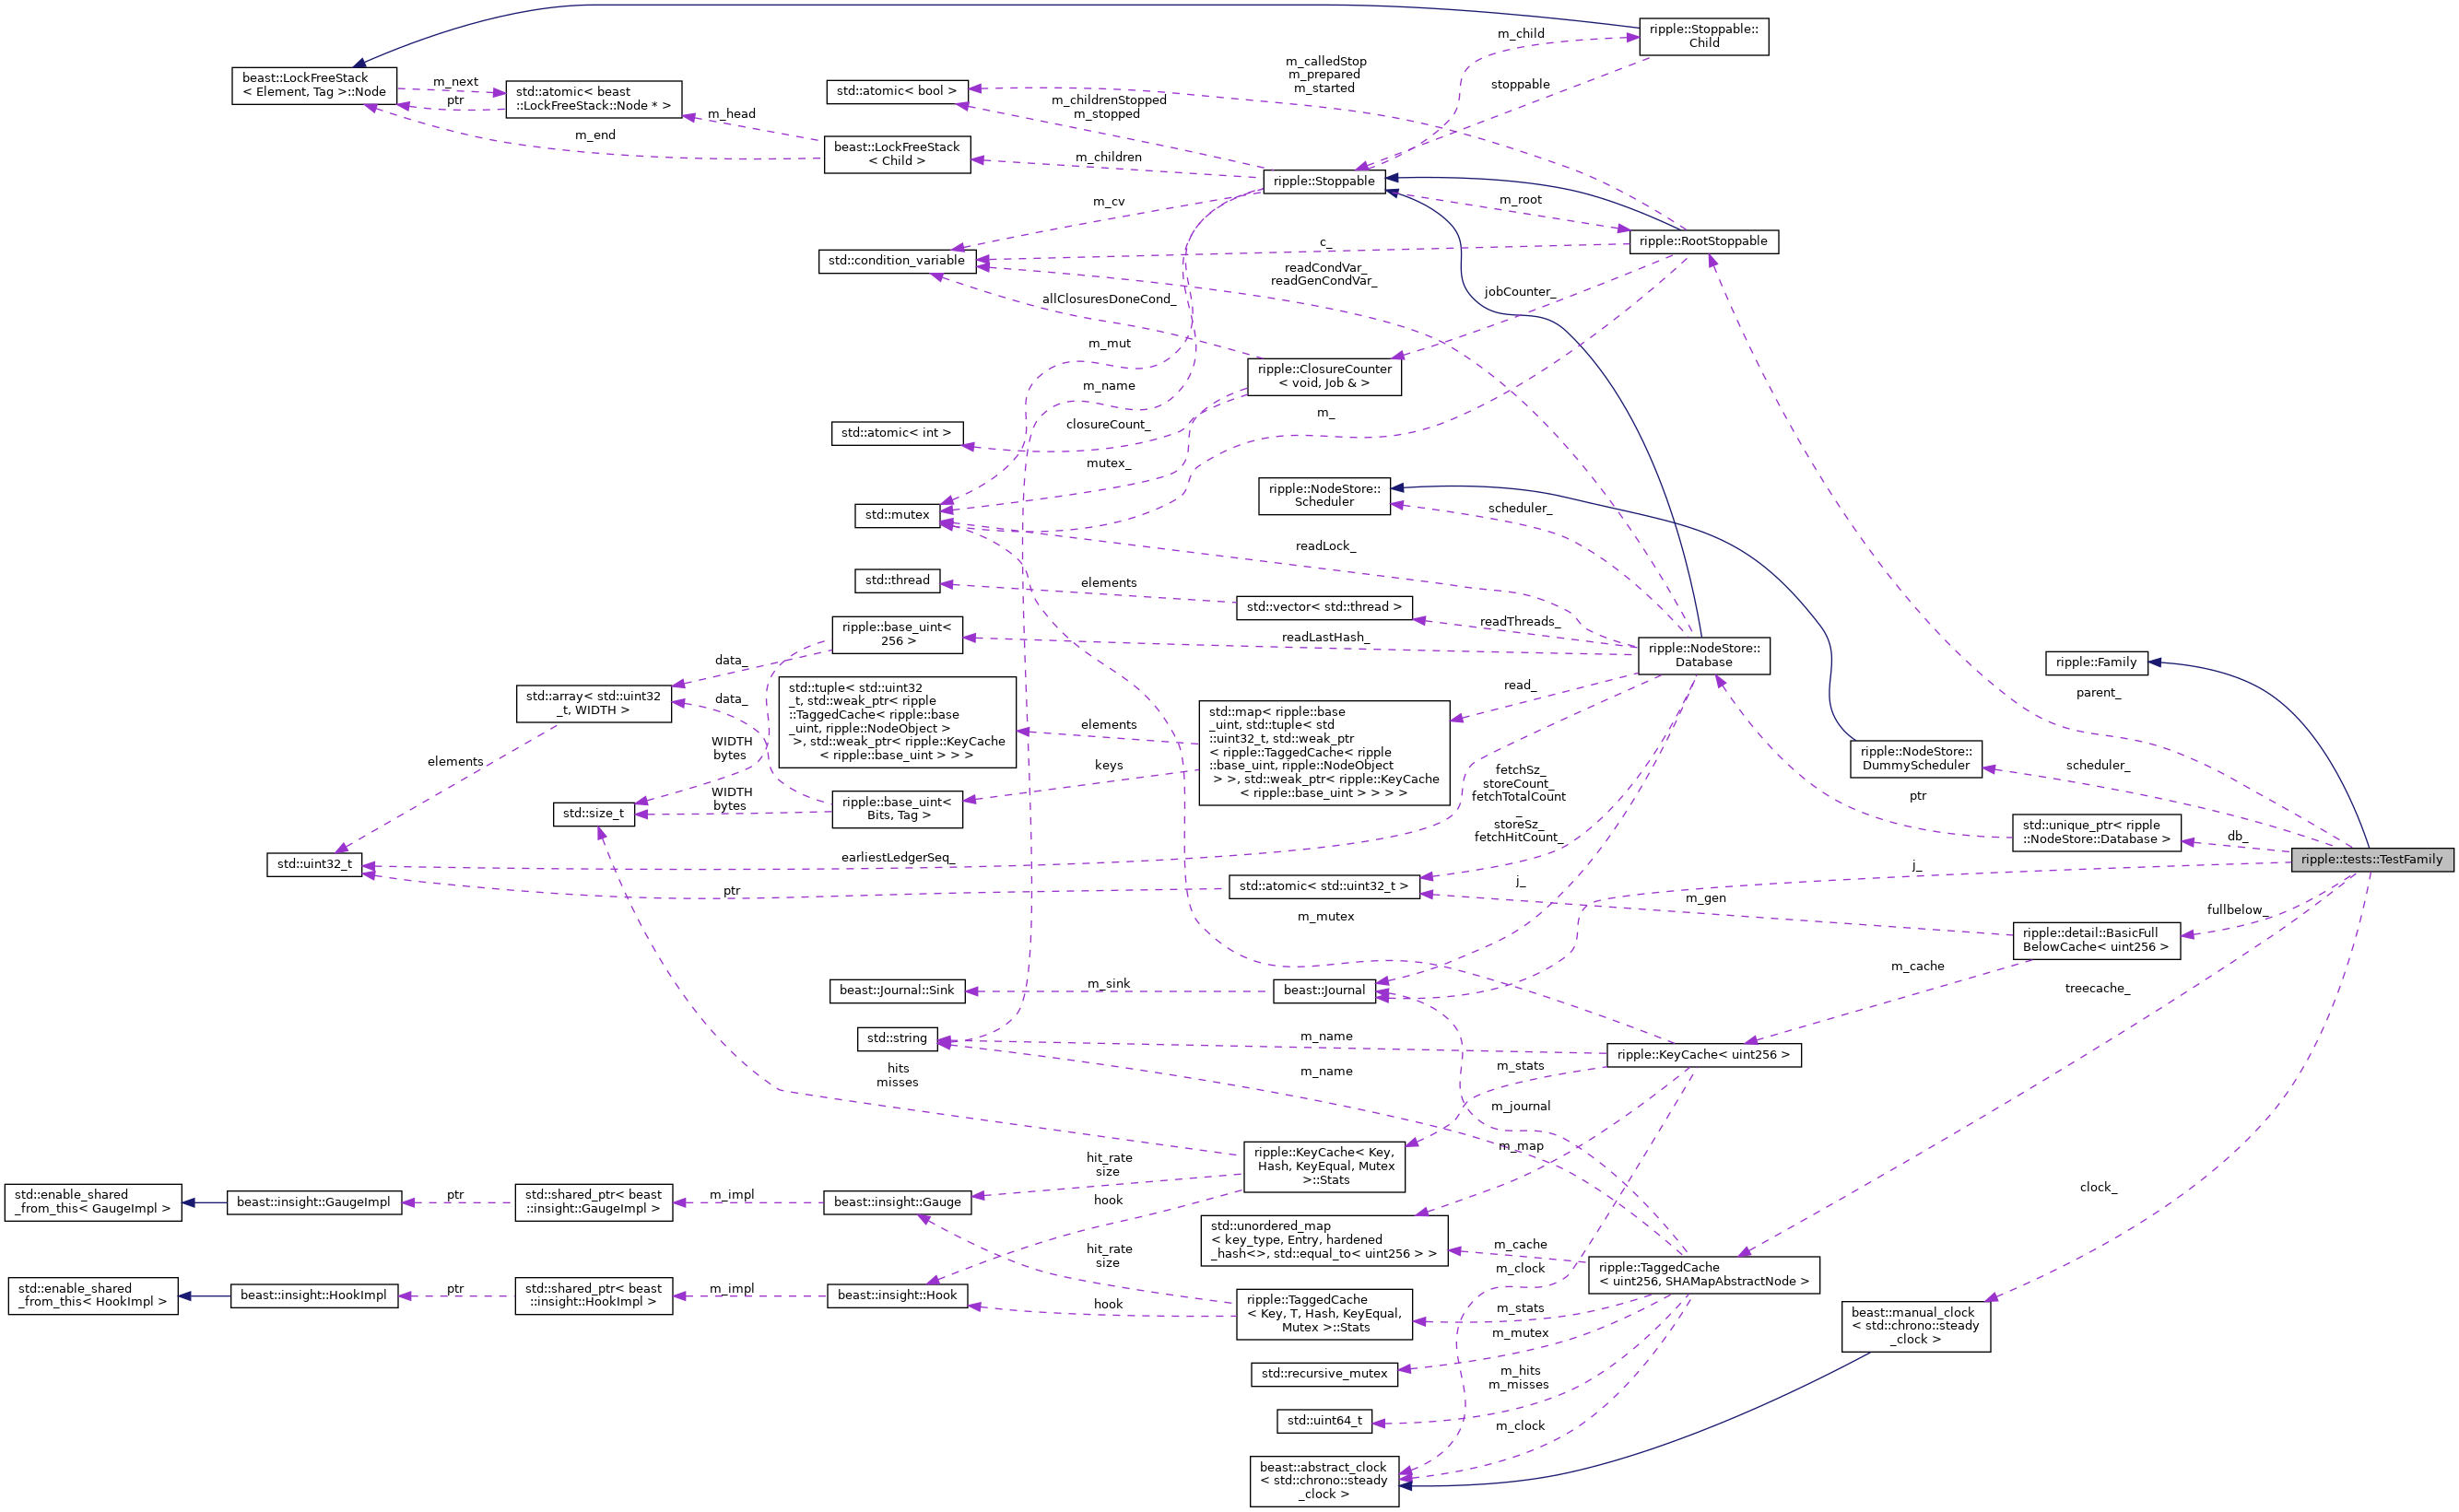 ripple::Stoppable::
Child
m_child
stoppable
beast::LockFreeStack
< Element, Tag >::Node
m_next
ptr
std::atomic< beast
::LockFreeStack::Node * >
m_head
m_end
std::atomic< bool >
m_calledStop
m_prepared
m_started
m_childrenStopped
m_stopped
beast::LockFreeStack
< Child >
m_children
ripple::Stoppable
m_root
m_cv
ripple::RootStoppable
std::condition_variable
c_
readCondVar_
readGenCondVar_
jobCounter_
allClosuresDoneCond_
m_mut
ripple::ClosureCounter
< void, Job & >
m_name
m_
std::atomic< int >
closureCount_
mutex_
ripple::NodeStore::
Scheduler
scheduler_
std::mutex
readLock_
std::thread
elements
std::vector< std::thread >
readThreads_
ripple::base_uint<
256 >
readLastHash_
ripple::NodeStore::
Database
ripple::Family
parent_
data_
std::array< std::uint32
_t, WIDTH >
data_
std::tuple< std::uint32
_t, std::weak_ptr< ripple
::TaggedCache< ripple::base
_uint, ripple::NodeObject >
>, std::weak_ptr< ripple::KeyCache
< ripple::base_uint > > >
elements
keys
std::map< ripple::base
_uint, std::tuple< std
::uint32_t, std::weak_ptr
< ripple::TaggedCache< ripple
::base_uint, ripple::NodeObject
> >, std::weak_ptr< ripple::KeyCache
< ripple::base_uint > > > >
read_
WIDTH
bytes
elements
WIDTH
bytes
std::size_t
ripple::base_uint<
Bits, Tag >
fetchSz_
storeCount_
fetchTotalCount
_
storeSz_
fetchHitCount_
ripple::NodeStore::
DummyScheduler
scheduler_
ptr
std::unique_ptr< ripple
::NodeStore::Database >
db_
ripple::tests::TestFamily
std::uint32_t
earliestLedgerSeq_
ptr
std::atomic< std::uint32_t >
j_
j_
m_gen
fullbelow_
m_mutex
ripple::detail::BasicFull
BelowCache< uint256 >
m_cache
beast::Journal::Sink
m_sink
beast::Journal
treecache_
std::string
m_name
m_name
ripple::KeyCache< uint256 >
m_stats
hits
misses
m_journal
m_map
ripple::KeyCache< Key,
Hash, KeyEqual, Mutex
>::Stats
hit_rate
size
hook
std::enable_shared
_from_this< GaugeImpl >
beast::insight::GaugeImpl
ptr
std::shared_ptr< beast
::insight::GaugeImpl >
m_impl
beast::insight::Gauge
clock_
std::unordered_map
< key_type, Entry, hardened
_hash<>, std::equal_to< uint256 > >
m_cache
m_clock
hit_rate
size
hook
ripple::TaggedCache
< uint256, SHAMapAbstractNode >
std::enable_shared
_from_this< HookImpl >
beast::insight::HookImpl
ptr
std::shared_ptr< beast
::insight::HookImpl >
m_impl
beast::insight::Hook
ripple::TaggedCache
< Key, T, Hash, KeyEqual,
Mutex >::Stats
m_stats
m_mutex
beast::manual_clock
< std::chrono::steady
_clock >
std::recursive_mutex
m_hits
m_misses
std::uint64_t
m_clock
beast::abstract_clock
< std::chrono::steady
_clock >